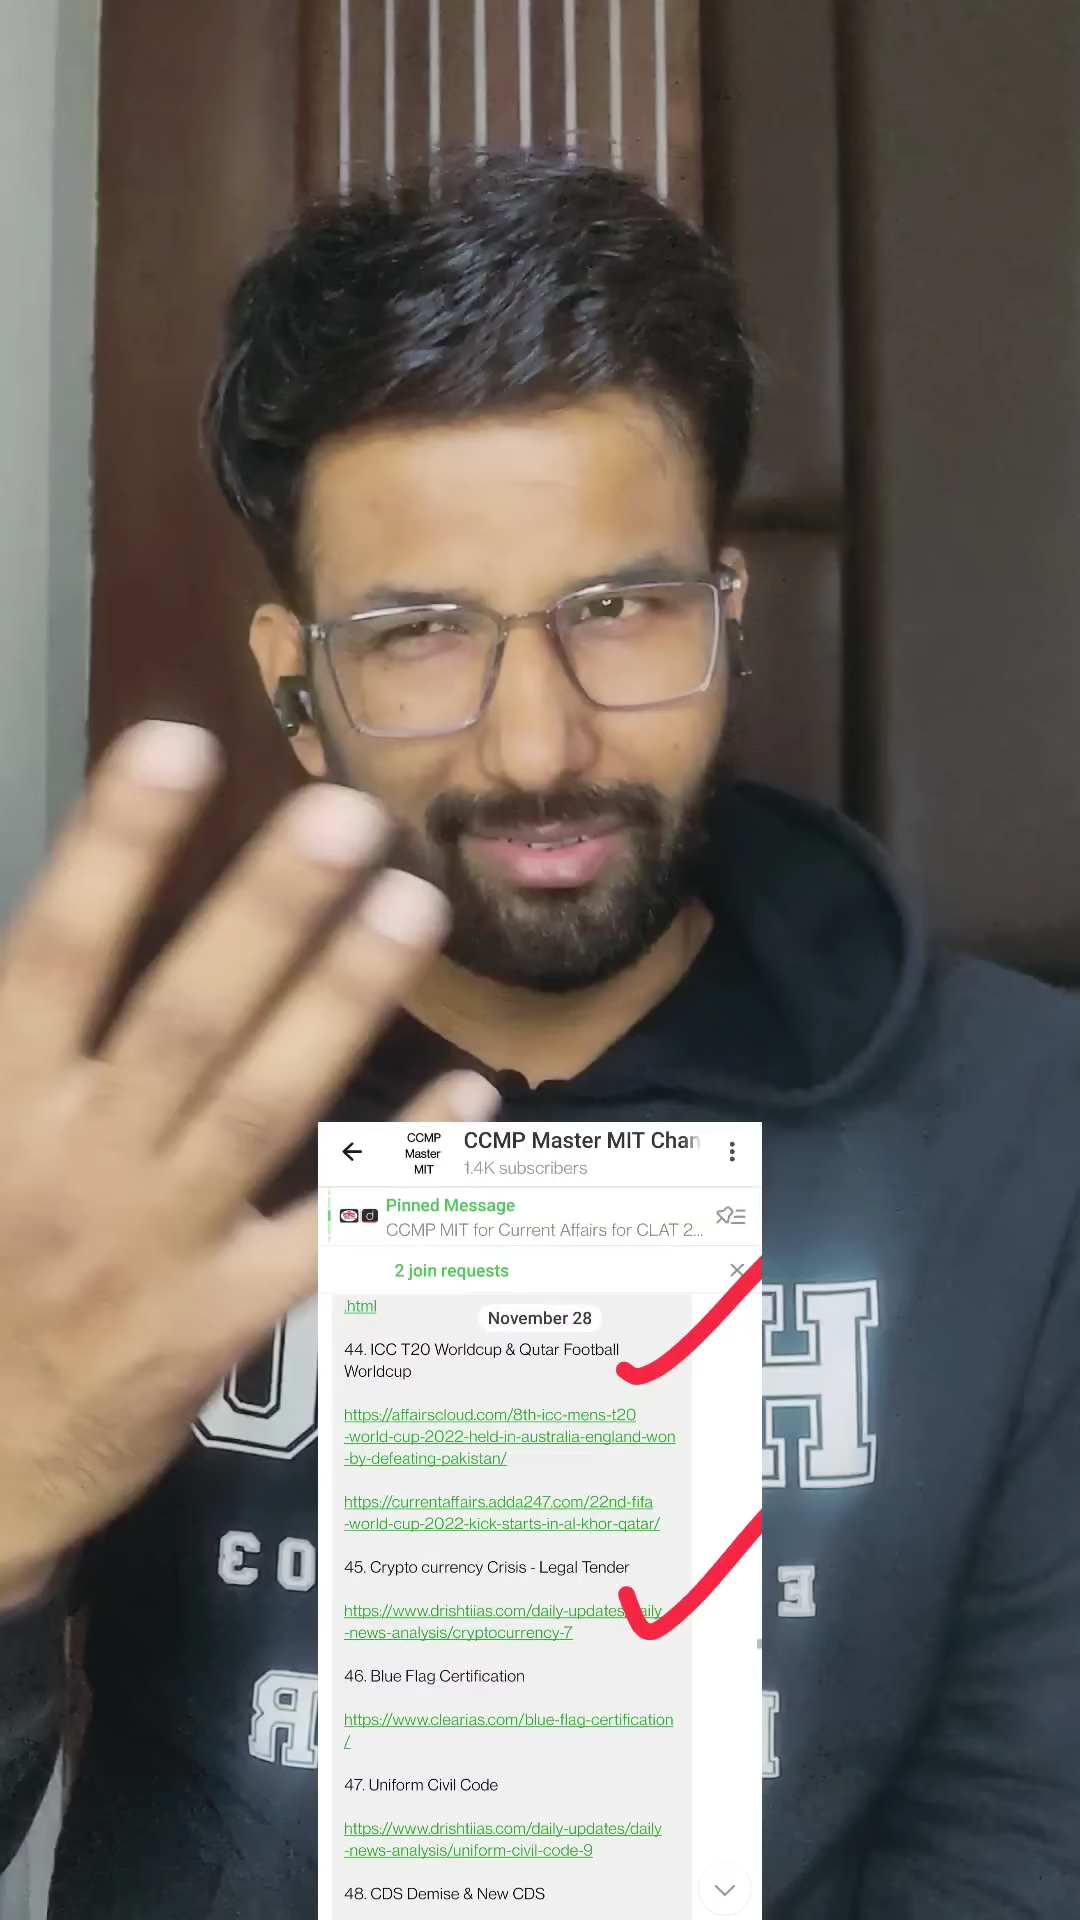 CCMP
Master
MIT
CCMP Master MIT Chan
1.4K subscribers
Pinned Message
CCMP MIT for Current Affairs for CLAT 2...
2 join requests
.html
November 28
44. ICC T20 Worldcup & Qutar Football
Worldcup
https://affairscloud.com/8th-icc-mens-t20
-world-cup-2022-held-in-australia-england-won
-by-defeating-pakistan/
https://currentaffairs.adda247.com/22nd-fifa
-world-cup-2022-kick-starts-in-al-khor-qatar/
45. Crypto currency Crisis - Legal Tender
https://www.drishtiias.com/daily-updates/daily
-news-analysis/cryptocurrency-7
46. Blue Flag Certification
https://www.clearias.com/blue-flag-certification
/
47. Uniform Civil Code
https://www.drishtiias.com/daily-updates/daily
-news-analysis/uniform-civil-code-9
48. CDS Demise & New CDS